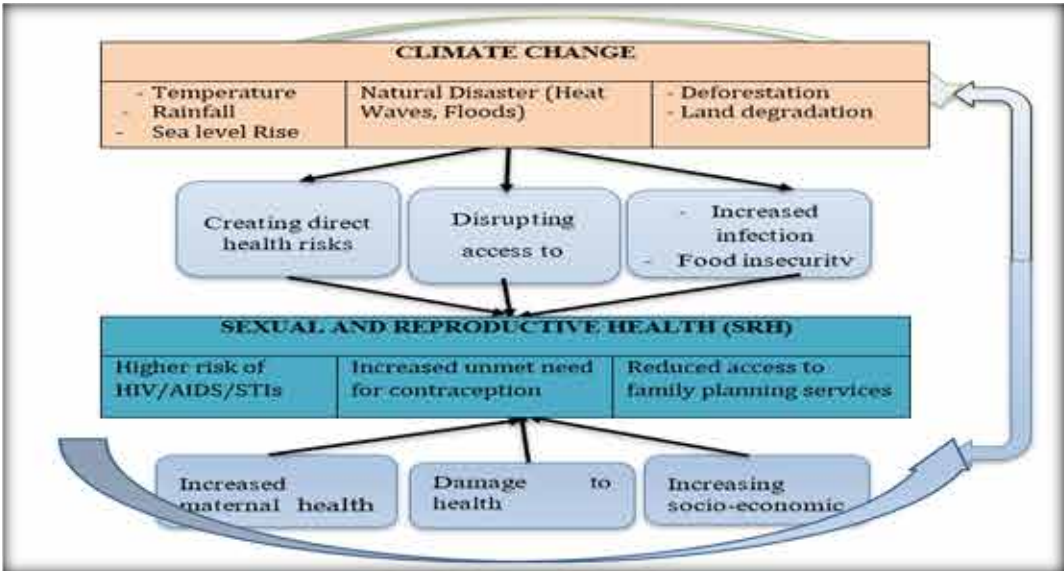 CLIMATE CHANGE
- Temperature
- Rainfall
- Sea level Rise
Natural Disaster (Heat
Waves, Floods)
- Deforestation
- Land degradation
Creating direct
health risks
Disrupting
access to
- Increased
infection
- Food insecurity
SEXUAL AND REPRODUCTIVE HEALTH (SRH)
Higher risk of
HIV/AIDS/STIs
Increased unmet need
for contraception
Reduced access to
family planning services
Increased
maternal health
Damage to
health
Increasing
socio-economic